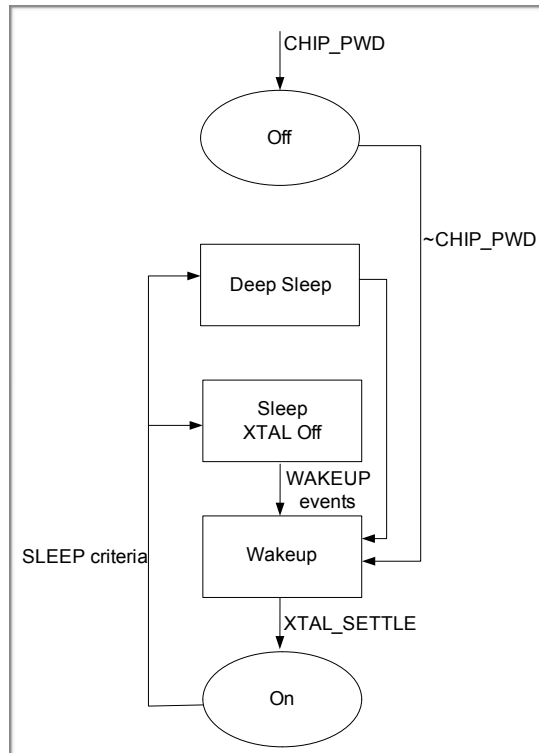 CHIP_PWD
Off
~CHIP_PWD
Deep Sleep
Sleep
XTAL Off
WAKEUP
events
Wakeup
SLEEP criteria
XTAL_SETTLE
On